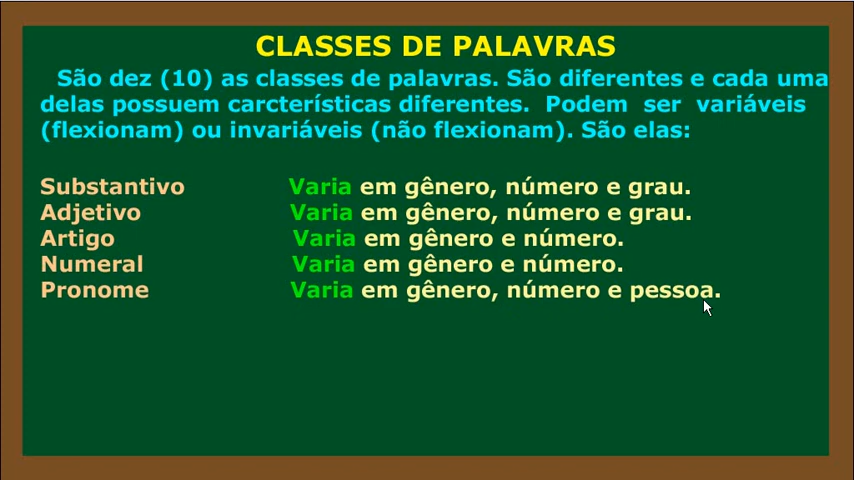 CLASSES DE PALAVRAS
São dez (10) as classes de palavras. São diferentes e cada uma
delas possuem carcterísticas diferentes. Podem ser variáveis
(flexionam) ou invariáveis (não flexionam). São elas:
Substantivo Varia em gênero, número e grau.
Adjetivo Varia em gênero, número e grau.
Artigo Varia em gênero e número.
Numeral Varia em gênero e número.
Pronome Varia em gênero, número e pessoa.